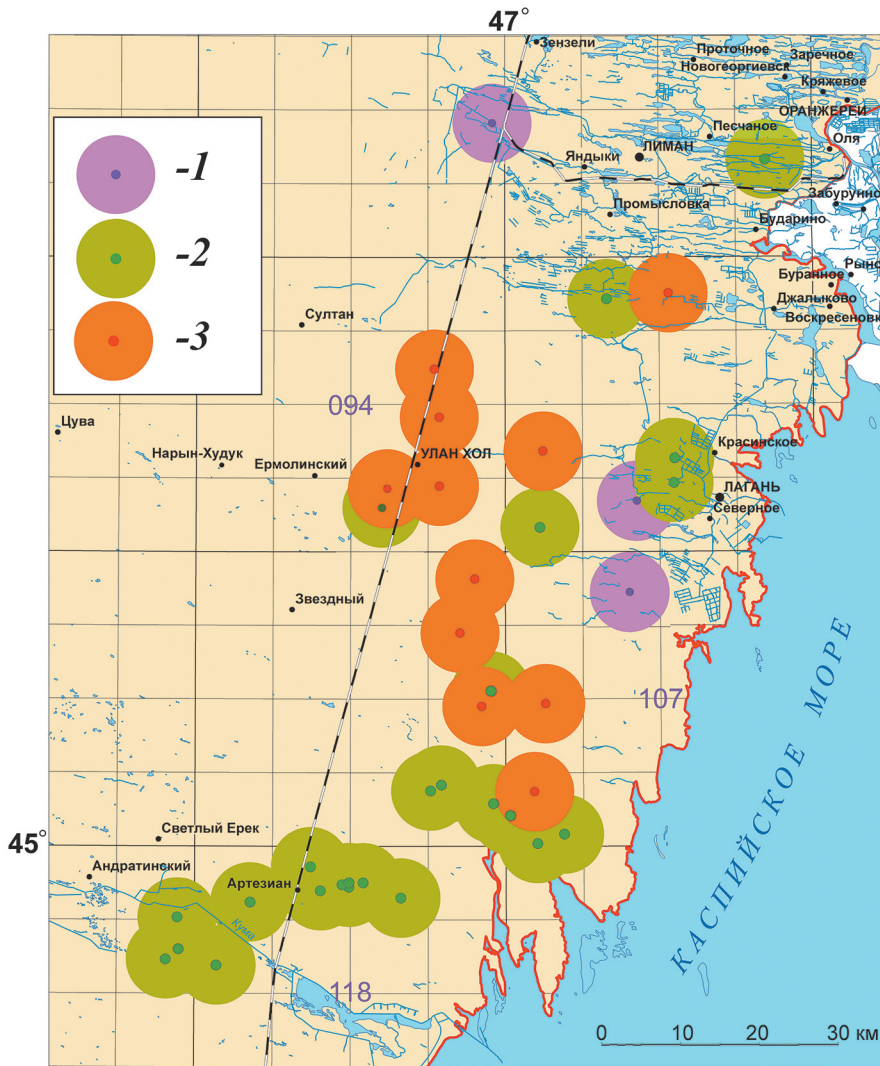 47°
Зензели
Проточное
Заречное
Новогеоргиевск
Кряжевое
ОРАНЖЕРЕИ
-1
Песчаное
Оля
ЛИМАН
Яндыки
Забурунно
Промысловка
Бударино
-2
Рыно
Буранное
Джалыково
Воскресеновк
Султан
-3
094
Цува
Красинское
Нарын-Худук
УЛАН ХОЛ
Ермолинский
ЛАГАНЬ
Северное
Звездный
107
КАСПИЙСКОЕ МОРЕ
Светлый Ерек
45°
Андратинский
Артезиан
Кума
118
0 10 20 30 км